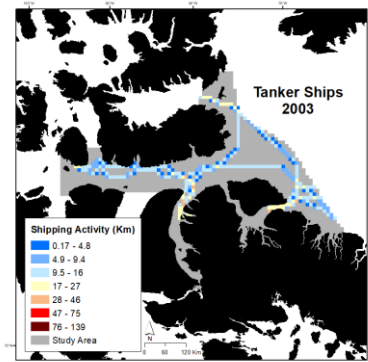 Tanker Ships
2003
Shipping Activity (Km)
0.17 - 4.8
4.9 - 9.4
9.5 - 16
17 - 27
28 - 46
47 - 75
76 - 139
Study Area
N
0 60 120 Km